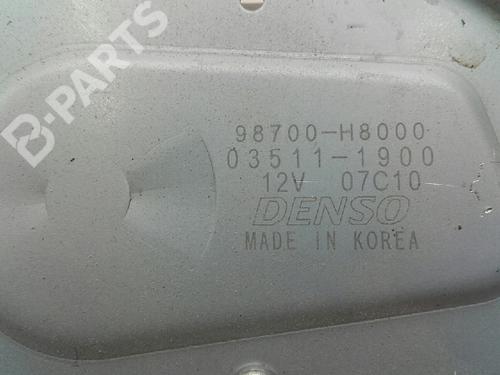 B-PARTS
98700-H8000
03511-1900
12V 07C10
DENSO
MADE IN KOREA